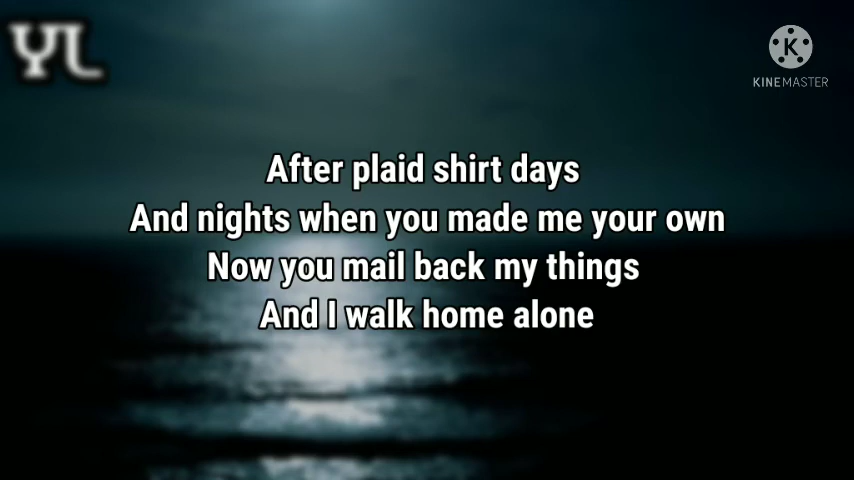 YL
K
KINEMASTER
After plaid shirt days
And nights when you made me your own
Now you mail back my things
And I walk home alone